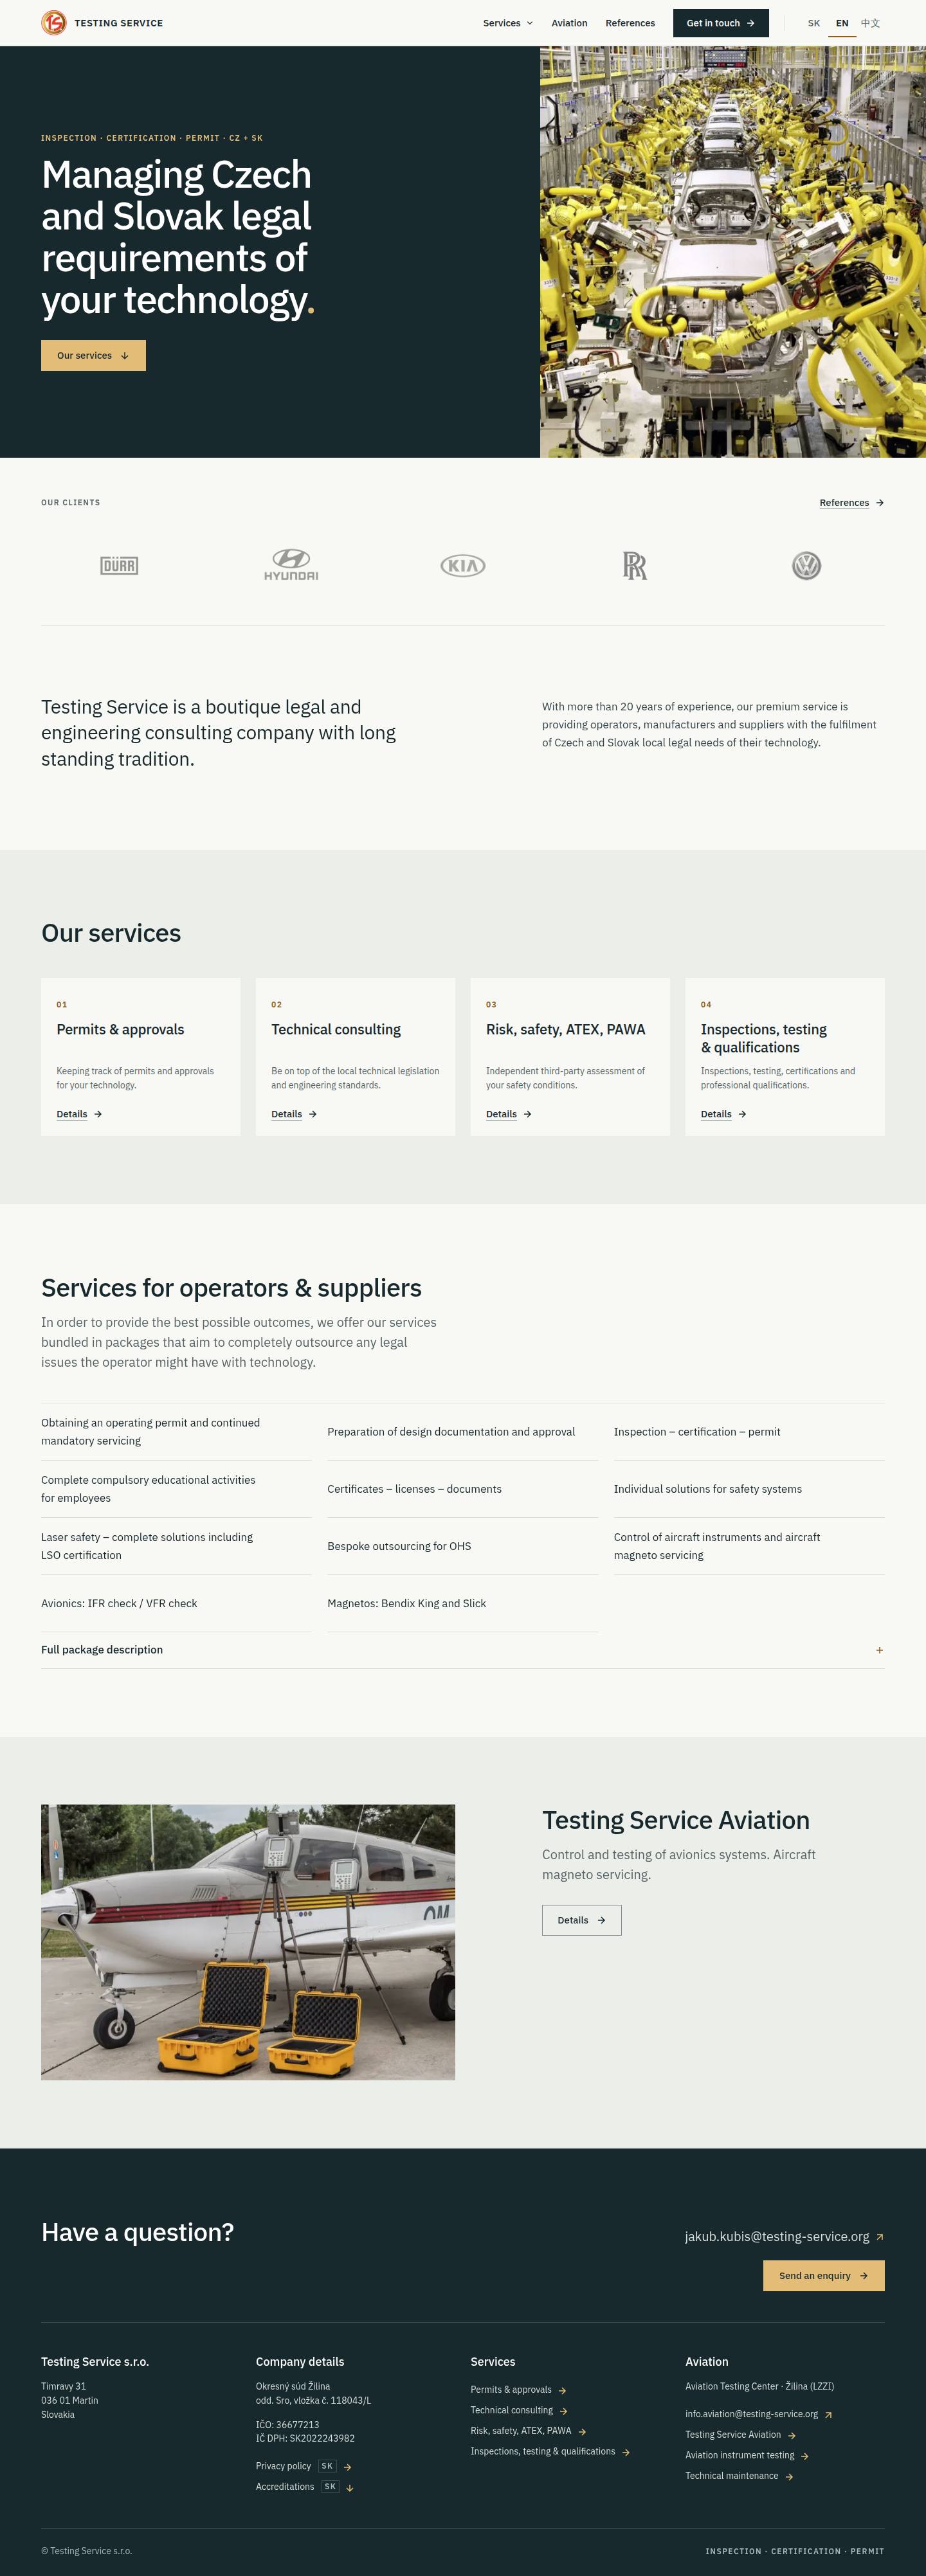 TESTING SERVICE
Services
Aviation
References
Get in touch
SK
EN
中文
INSPECTION · CERTIFICATION · PERMIT · CZ + SK
Managing Czech
and Slovak legal
requirements of
your technology.
Our services
OUR CLIENTS
References
DÜRR
HYUNDAI
KIA
RR
VW
Testing Service is a boutique legal and
engineering consulting company with long
standing tradition.
With more than 20 years of experience, our premium service is
providing operators, manufacturers and suppliers with the fulfilment
of Czech and Slovak local legal needs of their technology.
Our services
01
Permits & approvals
Keeping track of permits and approvals
for your technology.
Details
02
Technical consulting
Be on top of the local technical legislation
and engineering standards.
Details
03
Risk, safety, ATEX, PAWA
Independent third-party assessment of
your safety conditions.
Details
04
Inspections, testing
& qualifications
Inspections, testing, certifications and
professional qualifications.
Details
Services for operators & suppliers
In order to provide the best possible outcomes, we offer our services
bundled in packages that aim to completely outsource any legal
issues the operator might have with technology.
Obtaining an operating permit and continued
mandatory servicing
Preparation of design documentation and approval
Inspection – certification – permit
Complete compulsory educational activities
for employees
Certificates – licenses – documents
Individual solutions for safety systems
Laser safety – complete solutions including
LSO certification
Bespoke outsourcing for OHS
Control of aircraft instruments and aircraft
magneto servicing
Avionics: IFR check / VFR check
Magnetos: Bendix King and Slick
Full package description
+
OM
Testing Service Aviation
Control and testing of avionics systems. Aircraft
magneto servicing.
Details
Have a question?
jakub.kubis@testing-service.org
Send an enquiry
Testing Service s.r.o.
Timravy 31
036 01 Martin
Slovakia
Company details
Okresný súd Žilina
odd. Sro, vložka č. 118043/L
IČO: 36677213
IČ DPH: SK2022243982
Privacy policy SK
Accreditations SK
Services
Permits & approvals
Technical consulting
Risk, safety, ATEX, PAWA
Inspections, testing & qualifications
Aviation
Aviation Testing Center · Žilina (LZZI)
info.aviation@testing-service.org
Testing Service Aviation
Aviation instrument testing
Technical maintenance
© Testing Service s.r.o.
INSPECTION · CERTIFICATION · PERMIT